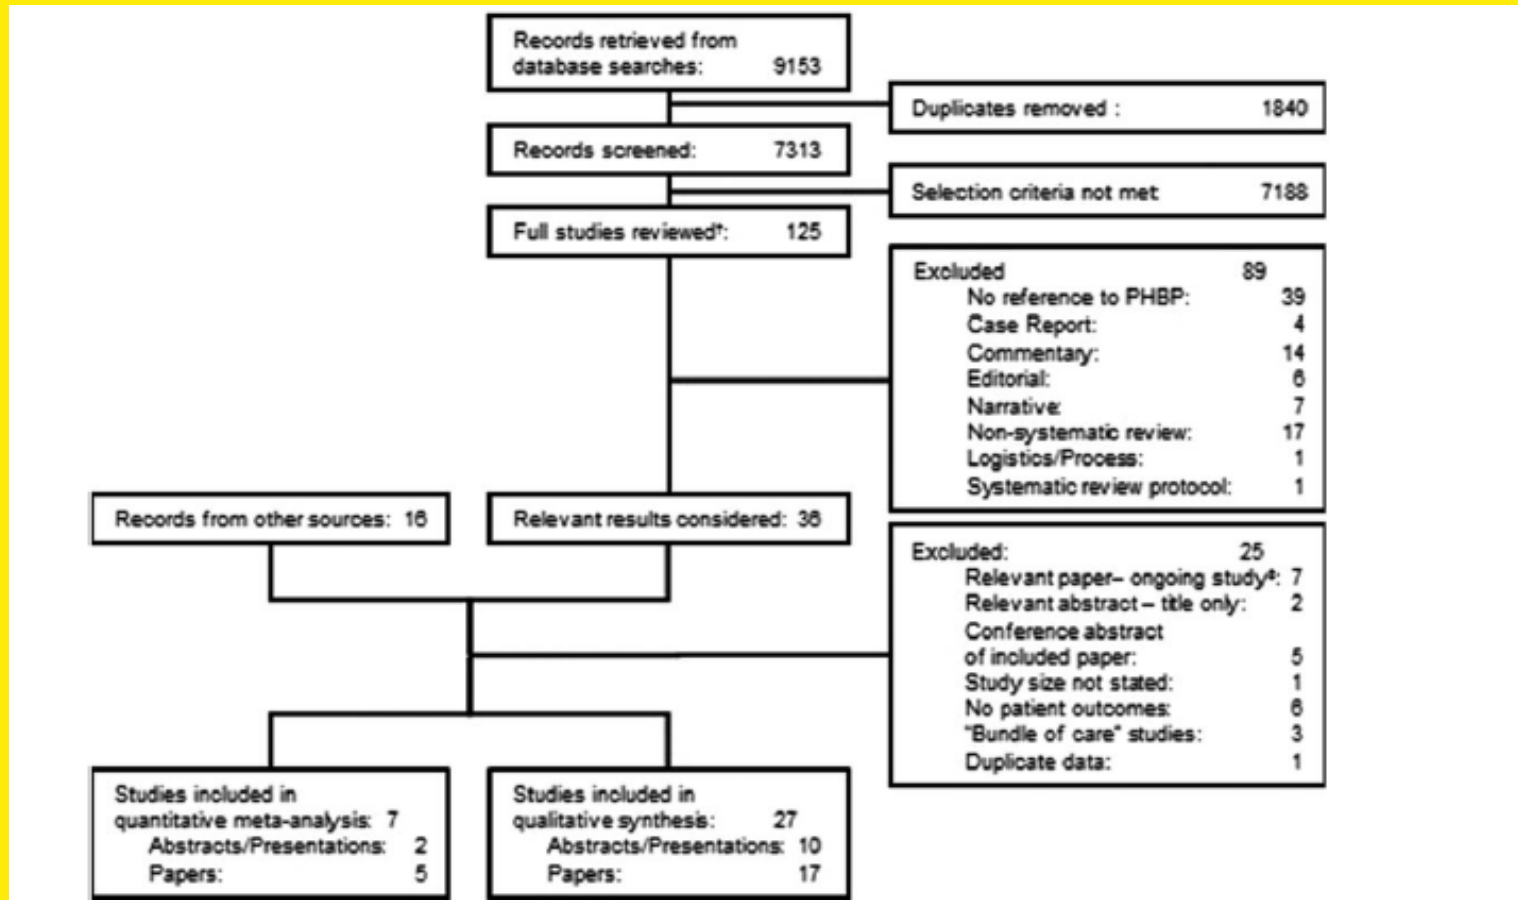 Records retrieved from
database searches: 9153
Duplicates removed : 1840
Records screened: 7313
Selection criteria not met 7188
Full studies reviewed†: 125
Excluded 89
No reference to PHBP: 39
Case Report: 4
Commentary: 14
Editorial: 6
Narrative: 7
Non-systematic review: 17
Logistics/Process: 1
Systematic review protocol: 1
Records from other sources: 16
Relevant results considered: 36
Excluded: 25
Relevant paper– ongoing study‡: 7
Relevant abstract – title only: 2
Conference abstract
of included paper: 5
Study size not stated: 1
No patient outcomes: 6
"Bundle of care" studies: 3
Duplicate data: 1
Studies included in
quantitative meta-analysis: 7
Abstracts/Presentations: 2
Papers: 5
Studies included in
qualitative synthesis: 27
Abstracts/Presentations: 10
Papers: 17